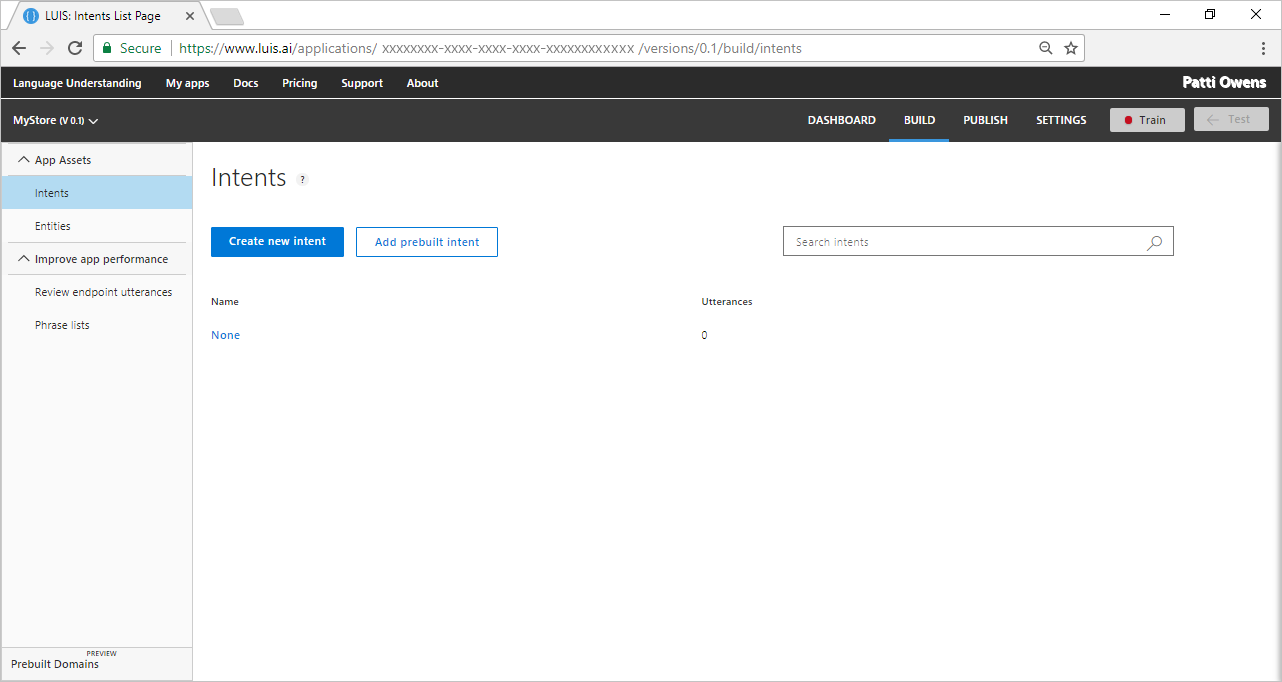 LUIS: Intents List Page
Secure https://www.luis.ai/applications/ xxxxxxxx-xxxx-xxxx-xxxx-xxxxxxxxxxxx /versions/0.1/build/intents
Language Understanding My apps Docs Pricing Support About Patti Owens
MyStore (V 0.1) DASHBOARD BUILD PUBLISH SETTINGS Train Test
App Assets
Intents
Entities
Improve app performance
Review endpoint utterances
Phrase lists
PREVIEW
Prebuilt Domains
Intents ?
Create new intent Add prebuilt intent Search intents
Name Utterances
None 0